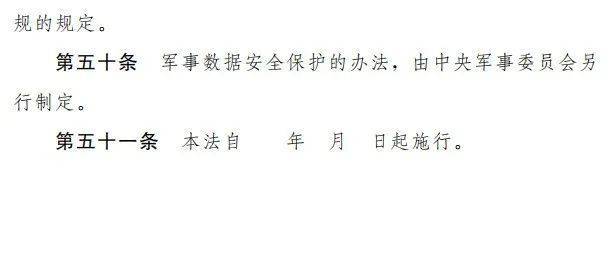 规的规定。
第五十条　军事数据安全保护的办法，由中央军事委员会另
行制定。
第五十一条　本法自　　年　月　日起施行。